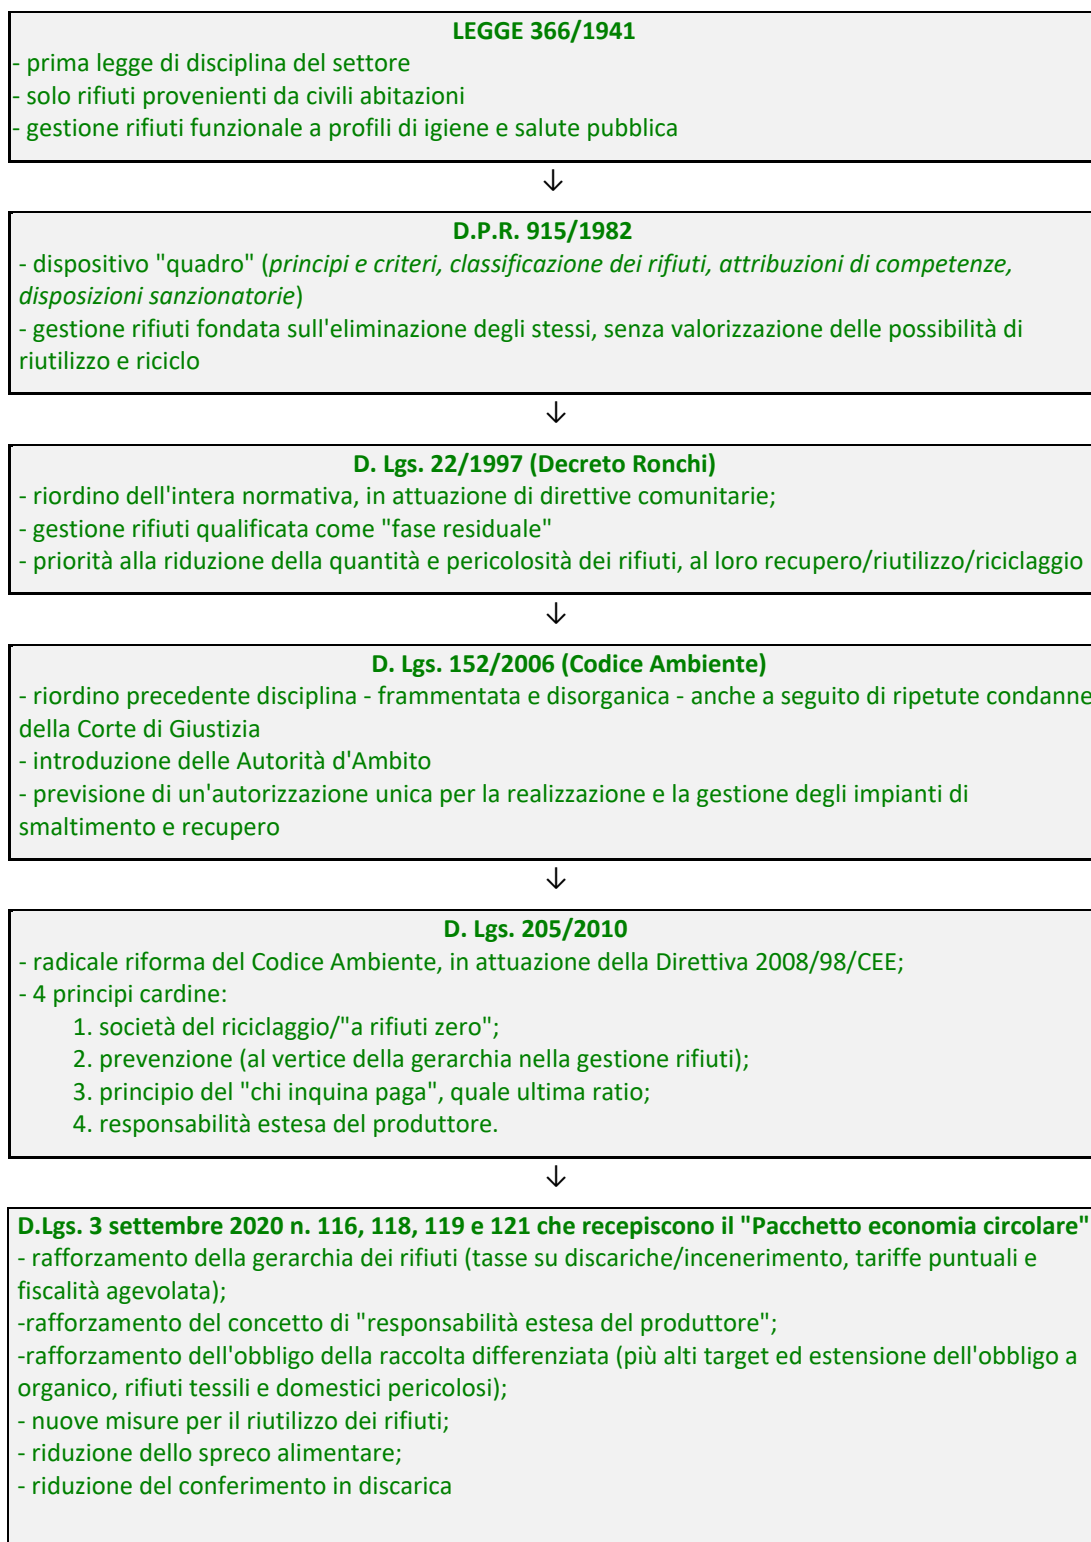 LEGGE 366/1941
- prima legge di disciplina del settore
- solo rifiuti provenienti da civili abitazioni
- gestione rifiuti funzionale a profili di igiene e salute pubblica
↓
D.P.R. 915/1982
- dispositivo "quadro" (principi e criteri, classificazione dei rifiuti, attribuzioni di competenze,
disposizioni sanzionatorie)
- gestione rifiuti fondata sull'eliminazione degli stessi, senza valorizzazione delle possibilità di
riutilizzo e riciclo
↓
D. Lgs. 22/1997 (Decreto Ronchi)
- riordino dell'intera normativa, in attuazione di direttive comunitarie;
- gestione rifiuti qualificata come "fase residuale"
- priorità alla riduzione della quantità e pericolosità dei rifiuti, al loro recupero/riutilizzo/riciclaggio
↓
D. Lgs. 152/2006 (Codice Ambiente)
- riordino precedente disciplina - frammentata e disorganica - anche a seguito di ripetute condanne
della Corte di Giustizia
- introduzione delle Autorità d'Ambito
- previsione di un'autorizzazione unica per la realizzazione e la gestione degli impianti di
smaltimento e recupero
↓
D. Lgs. 205/2010
- radicale riforma del Codice Ambiente, in attuazione della Direttiva 2008/98/CEE;
- 4 principi cardine:
1. società del riciclaggio/"a rifiuti zero";
2. prevenzione (al vertice della gerarchia nella gestione rifiuti);
3. principio del "chi inquina paga", quale ultima ratio;
4. responsabilità estesa del produttore.
↓
D.Lgs. 3 settembre 2020 n. 116, 118, 119 e 121 che recepiscono il "Pacchetto economia circolare"
- rafforzamento della gerarchia dei rifiuti (tasse su discariche/incenerimento, tariffe puntuali e
fiscalità agevolata);
-rafforzamento del concetto di "responsabilità estesa del produttore";
-rafforzamento dell'obbligo della raccolta differenziata (più alti target ed estensione dell'obbligo a
organico, rifiuti tessili e domestici pericolosi);
- nuove misure per il riutilizzo dei rifiuti;
- riduzione dello spreco alimentare;
- riduzione del conferimento in discarica